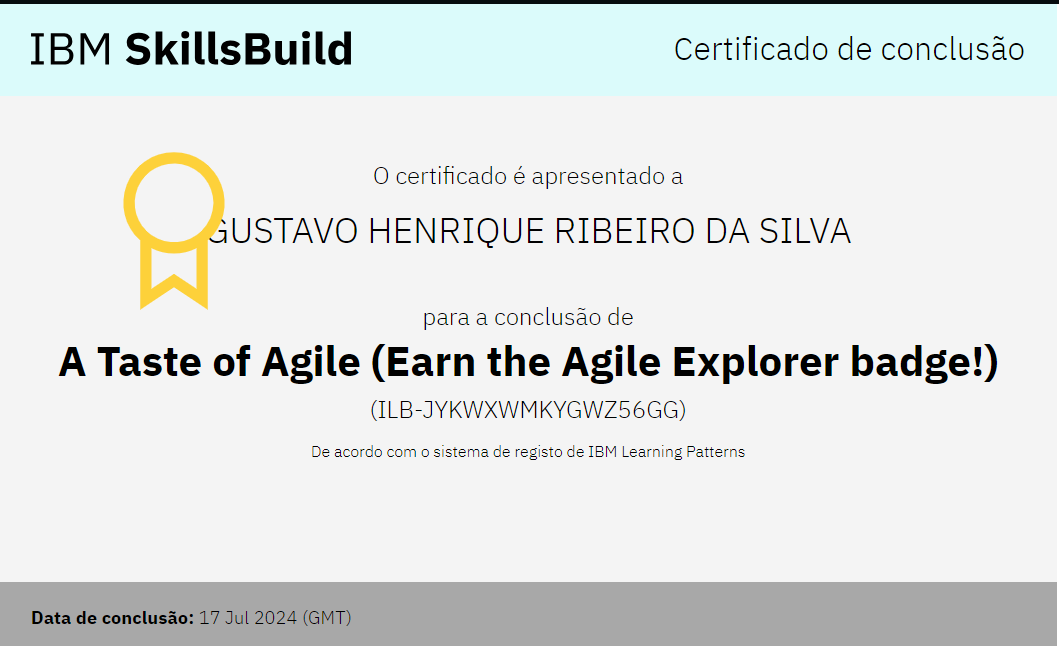 IBM SkillsBuild
Certificado de conclusão
O certificado é apresentado a
GUSTAVO HENRIQUE RIBEIRO DA SILVA
para a conclusão de
A Taste of Agile (Earn the Agile Explorer badge!)
(ILB-JYKWXWMKYGWZ56GG)
De acordo com o sistema de registo de IBM Learning Patterns
Data de conclusão: 17 Jul 2024 (GMT)